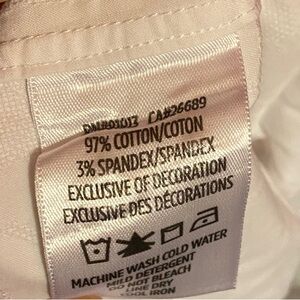 CA#26689
97% COTTON/COTON
3% SPANDEX/SPANDEX
EXCLUSIVE OF DECORATION
EXCLUSIVE DES DÉCORATIONS
MACHINE WASH COLD WATER
MILD DETERGENT
DO NOT BLEACH
LINE DRY
COOL IRON